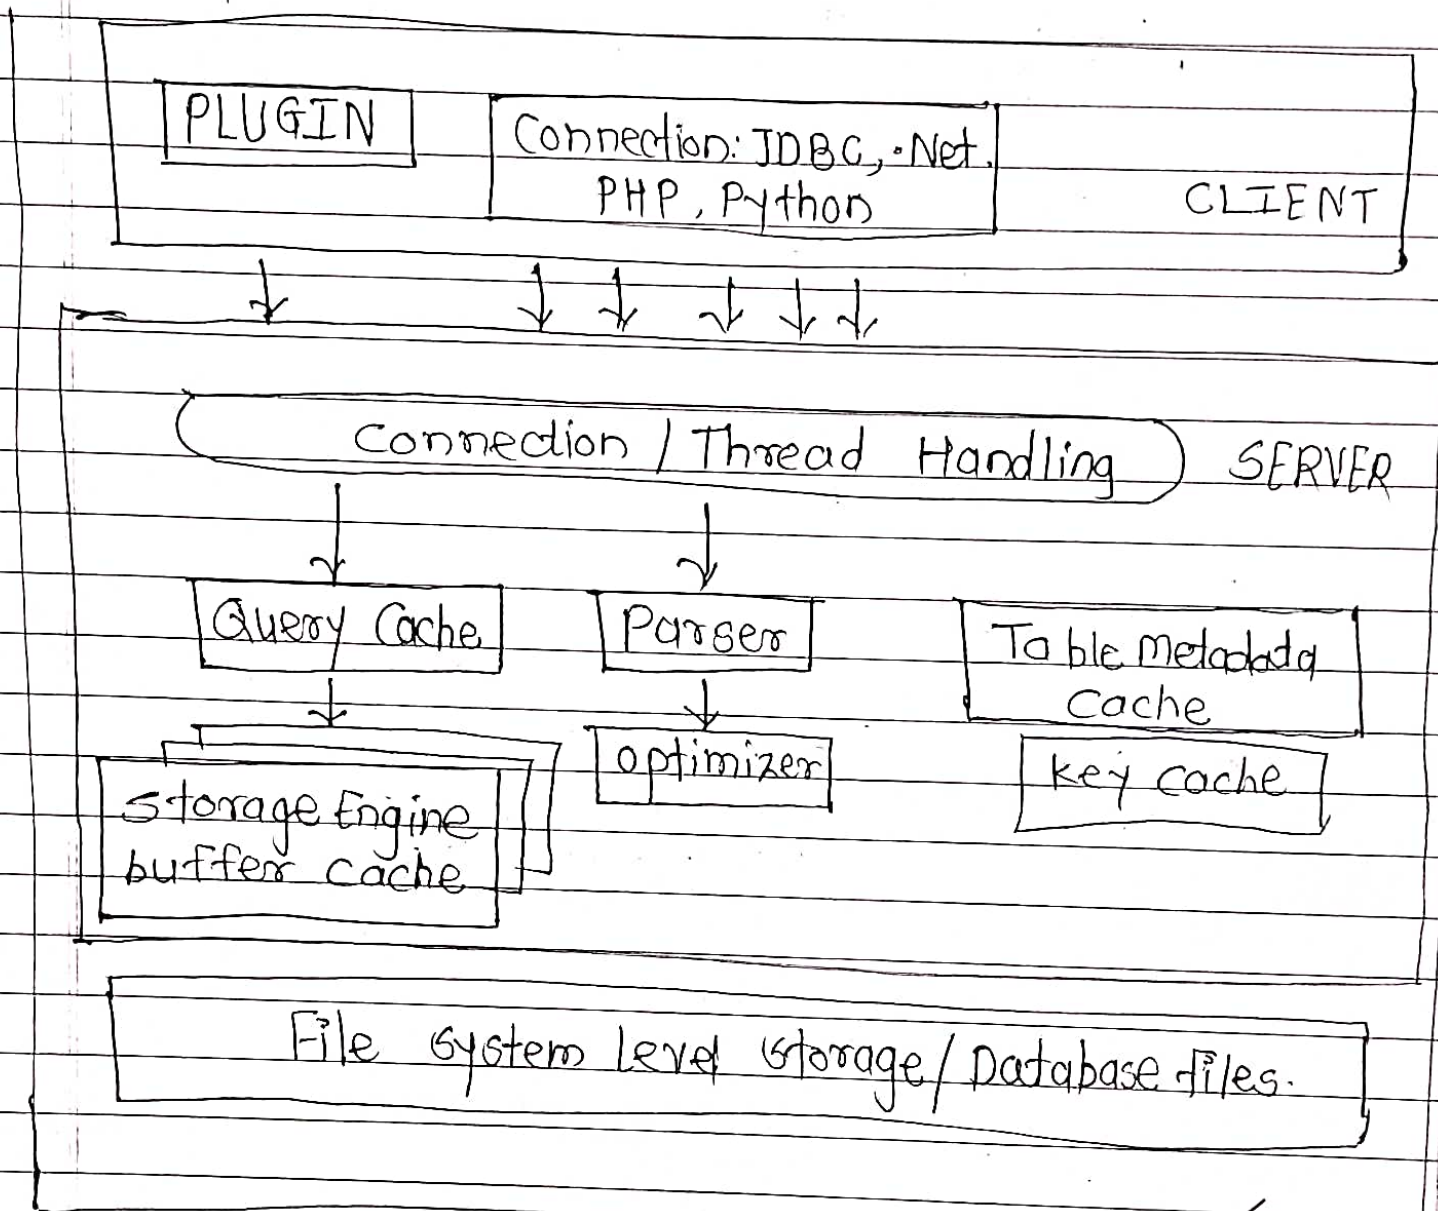 PLUGIN
Connection: JDBC, .Net.
PHP, Python
CLIENT
Connection / Thread Handling
SERVER
Query Cache
Parser
Table Metadata
Cache
optimizer
key cache
Storage Engine
buffer cache
File System Level Storage / Database files.